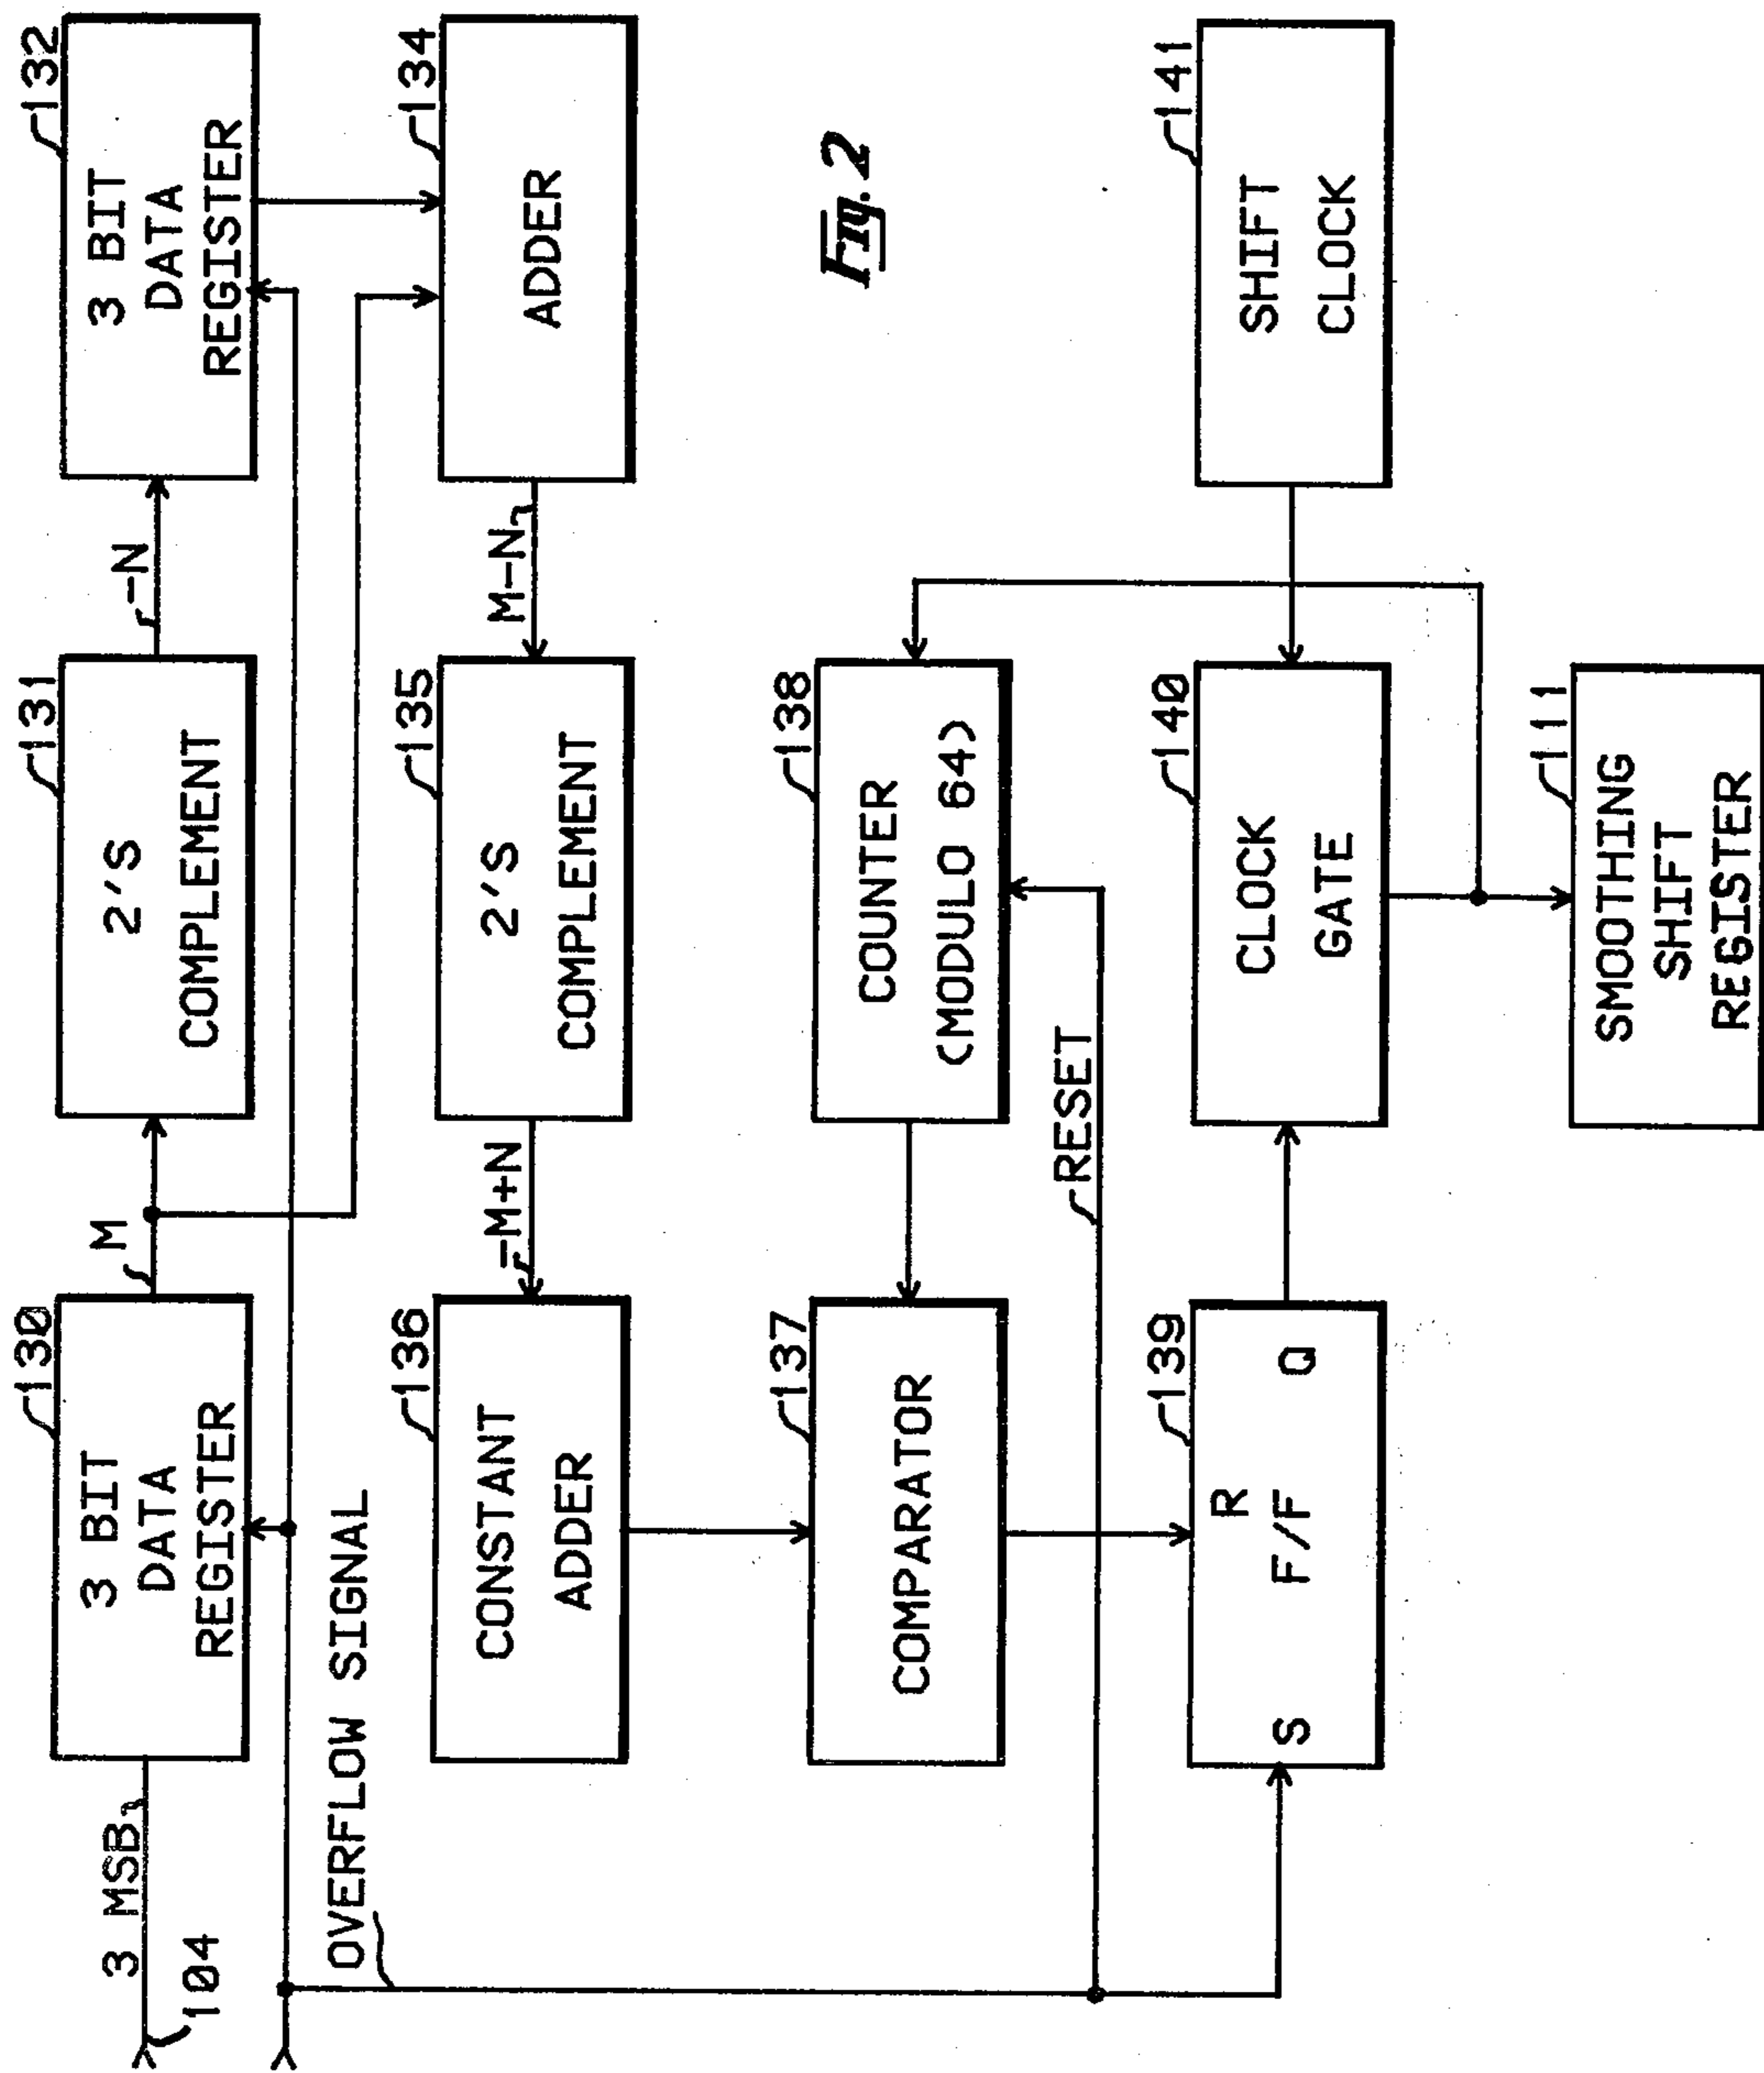 132
3 BIT
DATA
REGISTER
-N
131
2'S
COMPLEMENT
M
130
3 BIT
DATA
REGISTER
3 MSB
104
134
ADDER
M-N
135
2'S
COMPLEMENT
-M+N
136
CONSTANT
ADDER
OVERFLOW SIGNAL
Fig. 2
138
COUNTER
(MODULO 64)
137
COMPARATOR
RESET
141
SHIFT
CLOCK
140
CLOCK
GATE
139
R
F/F
S
Q
111
SMOOTHING
SHIFT
REGISTER